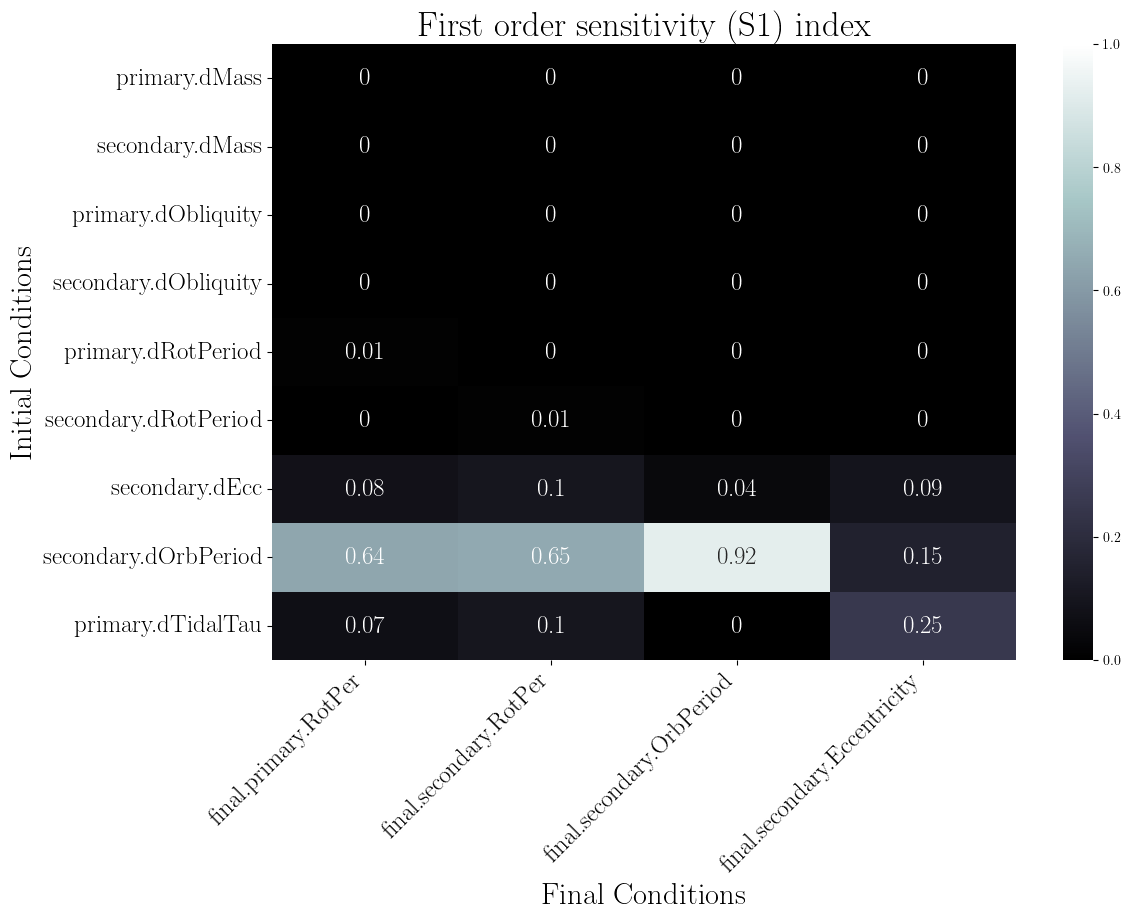 First order sensitivity (S1) index
Initial Conditions
primary.dMass 0 0 0 0
secondary.dMass 0 0 0 0
primary.dObliquity 0 0 0 0
secondary.dObliquity 0 0 0 0
primary.dRotPeriod 0.01 0 0 0
secondary.dRotPeriod 0 0.01 0 0
secondary.dEcc 0.08 0.1 0.04 0.09
secondary.dOrbPeriod 0.64 0.65 0.92 0.15
primary.dTidalTau 0.07 0.1 0 0.25
final.primary.RotPer
final.secondary.RotPer
final.secondary.OrbPeriod
final.secondary.Eccentricity
Final Conditions
1.0
0.8
0.6
0.4
0.2
0.0